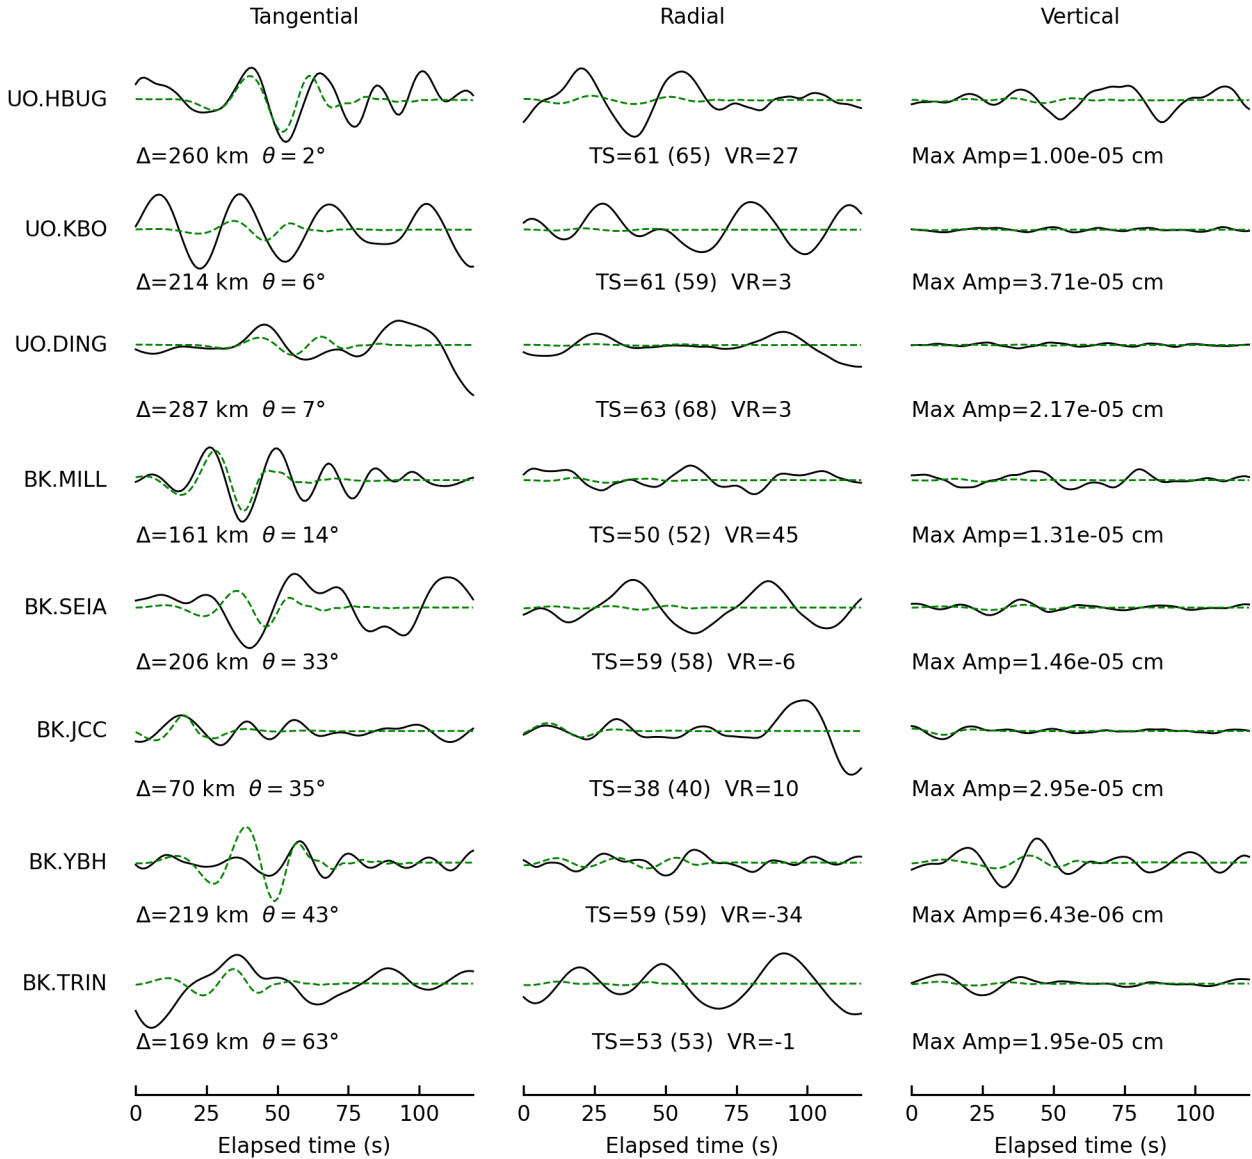 Tangential Radial Vertical
UO.HBUG
Δ=260 km θ = 2° TS=61 (65) VR=27 Max Amp=1.00e-05 cm
UO.KBO
Δ=214 km θ = 6° TS=61 (59) VR=3 Max Amp=3.71e-05 cm
UO.DING
Δ=287 km θ = 7° TS=63 (68) VR=3 Max Amp=2.17e-05 cm
BK.MILL
Δ=161 km θ = 14° TS=50 (52) VR=45 Max Amp=1.31e-05 cm
BK.SEIA
Δ=206 km θ = 33° TS=59 (58) VR=-6 Max Amp=1.46e-05 cm
BK.JCC
Δ=70 km θ = 35° TS=38 (40) VR=10 Max Amp=2.95e-05 cm
BK.YBH
Δ=219 km θ = 43° TS=59 (59) VR=-34 Max Amp=6.43e-06 cm
BK.TRIN
Δ=169 km θ = 63° TS=53 (53) VR=-1 Max Amp=1.95e-05 cm
0 25 50 75 100 0 25 50 75 100 0 25 50 75 100
Elapsed time (s) Elapsed time (s) Elapsed time (s)